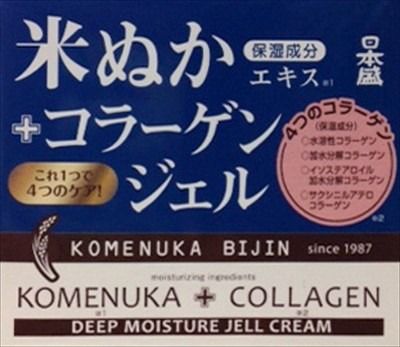 米ぬか
保湿成分
エキス※1
日本盛
+コラーゲン
ジェル
これ1つで
4つのケア!
4つのコラーゲン
(保湿成分)
○水溶性コラーゲン
○加水分解コラーゲン
○イソステアロイル
加水分解コラーゲン
○サクシニルアテロ
コラーゲン
※2
KOMENUKA BIJIN since 1987
moisturizing ingredients
KOMENUKA + COLLAGEN
※1 ※2
DEEP MOISTURE JELL CREAM